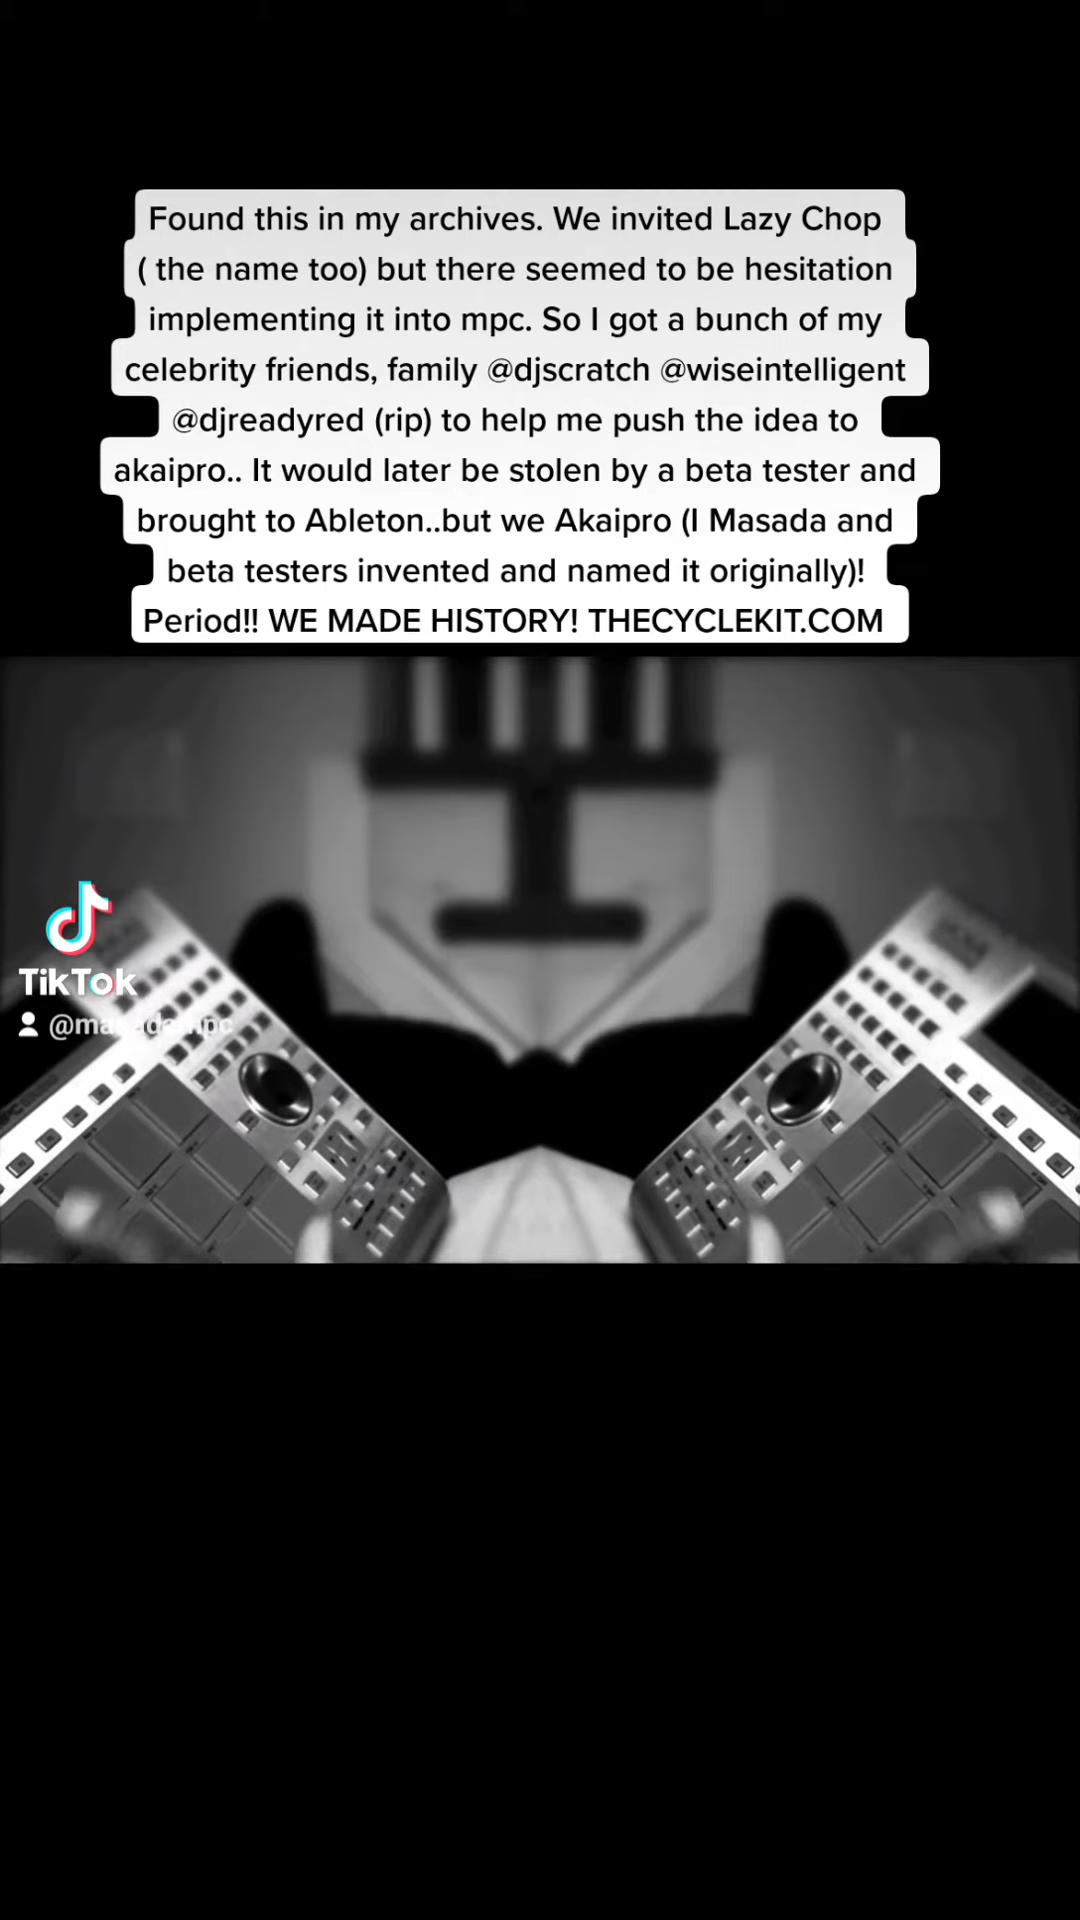 Found this in my archives. We invited Lazy Chop
( the name too) but there seemed to be hesitation
implementing it into mpc. So I got a bunch of my
celebrity friends, family @djscratch @wiseintelligent
@djreadyred (rip) to help me push the idea to
akaipro.. It would later be stolen by a beta tester and
brought to Ableton..but we Akaipro (I Masada and
beta testers invented and named it originally)!
Period!! WE MADE HISTORY! THECYCLEKIT.COM
TikTok
@masadampc